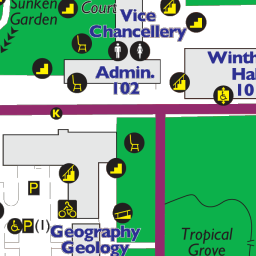 Sunken
Garden
Court
Vice
Chancellery
Admin.
102
Winth
Hal
10
K
P
P(1)
Geography
Geology
Tropical
Grove